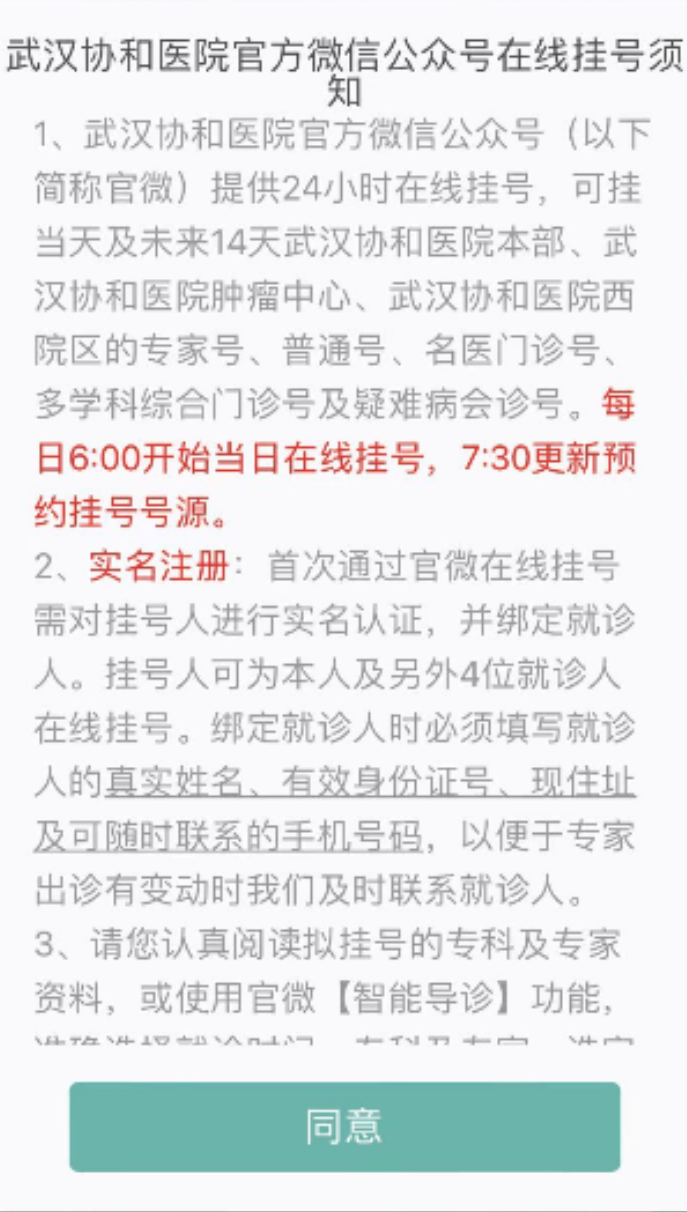 武汉协和医院官方微信公众号在线挂号须
知
1、武汉协和医院官方微信公众号（以下
简称官微）提供24小时在线挂号，可挂
当天及未来14天武汉协和医院本部、武
汉协和医院肿瘤中心、武汉协和医院西
院区的专家号、普通号、名医门诊号、
多学科综合门诊号及疑难病会诊号。每
日6:00开始当日在线挂号，7:30更新预
约挂号号源。
2、实名注册：首次通过官微在线挂号
需对挂号人进行实名认证，并绑定就诊
人。挂号人可为本人及另外4位就诊人
在线挂号。绑定就诊人时必须填写就诊
人的真实姓名、有效身份证号、现住址
及可随时联系的手机号码，以便于专家
出诊有变动时我们及时联系就诊人。
3、请您认真阅读拟挂号的专科及专家
资料，或使用官微【智能导诊】功能，
同意